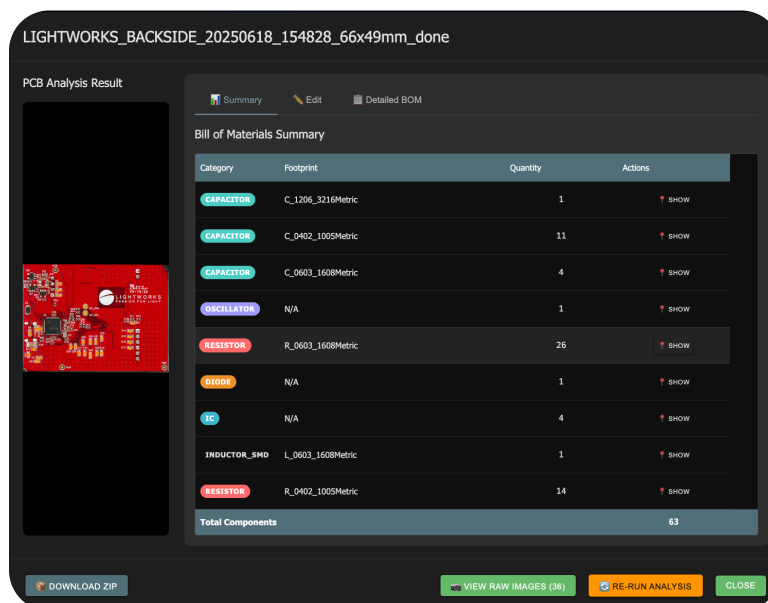 LIGHTWORKS_BACKSIDE_20250618_154828_66x49mm_done
PCB Analysis Result
Summary Edit Detailed BOM
Bill of Materials Summary
Category Footprint Quantity Actions
CAPACITOR C_1206_3216Metric 1 SHOW
CAPACITOR C_0402_1005Metric 11 SHOW
CAPACITOR C_0603_1608Metric 4 SHOW
OSCILLATOR N/A 1 SHOW
RESISTOR R_0603_1608Metric 26 SHOW
DIODE N/A 1 SHOW
IC N/A 4 SHOW
INDUCTOR_SMD L_0603_1608Metric 1 SHOW
RESISTOR R_0402_1005Metric 14 SHOW
Total Components 63
LIGHTWORKS
PASSION FOR LIGHT
DOWNLOAD ZIP VIEW RAW IMAGES (36) RE-RUN ANALYSIS CLOSE